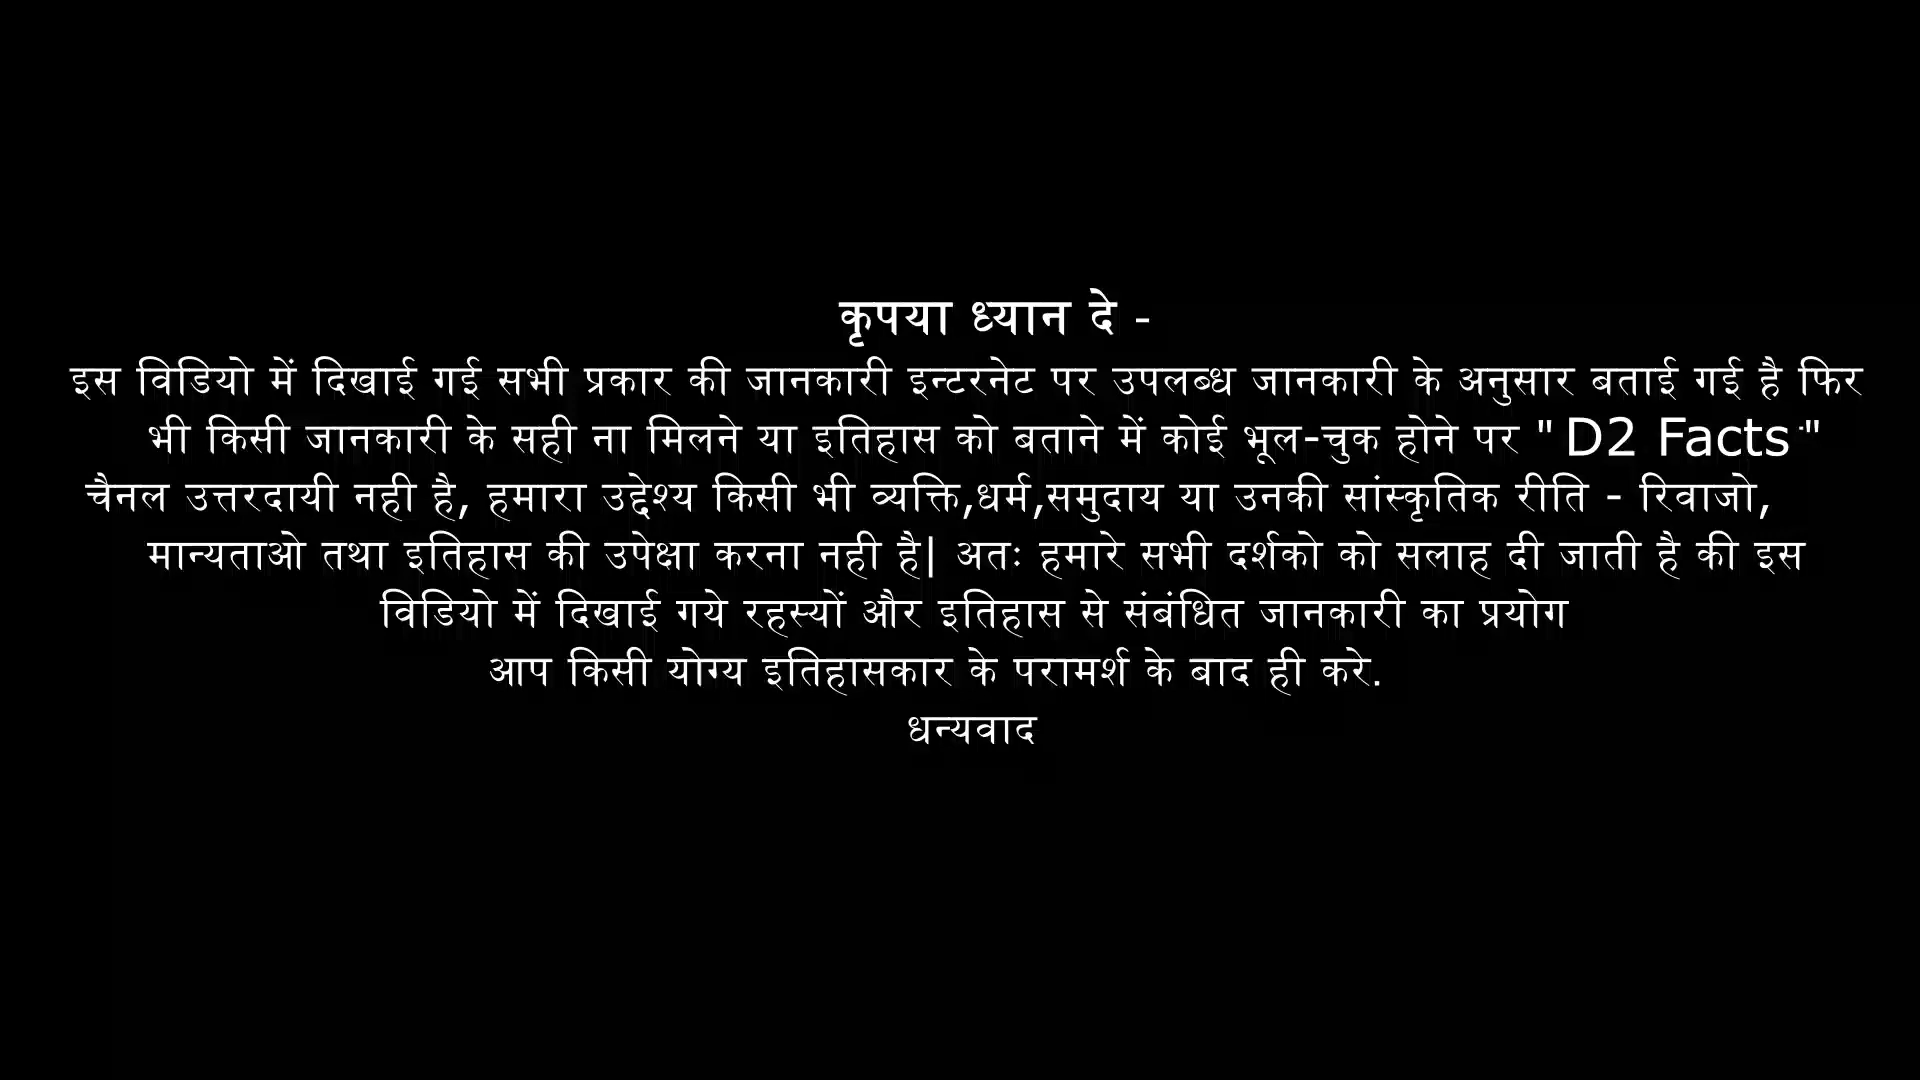 कृपया ध्यान दे -
इस विडियो में दिखाई गई सभी प्रकार की जानकारी इन्टरनेट पर उपलब्ध जानकारी के अनुसार बताई गई है फिर
भी किसी जानकारी के सही ना मिलने या इतिहास को बताने में कोई भूल-चुक होने पर " D2 Facts "
चैनल उत्तरदायी नही है, हमारा उद्देश्य किसी भी व्यक्ति,धर्म,समुदाय या उनकी सांस्कृतिक रीति - रिवाजो,
मान्यताओ तथा इतिहास की उपेक्षा करना नही है| अतः हमारे सभी दर्शको को सलाह दी जाती है की इस
विडियो में दिखाई गये रहस्यों और इतिहास से संबंधित जानकारी का प्रयोग
आप किसी योग्य इतिहासकार के परामर्श के बाद ही करे.
धन्यवाद